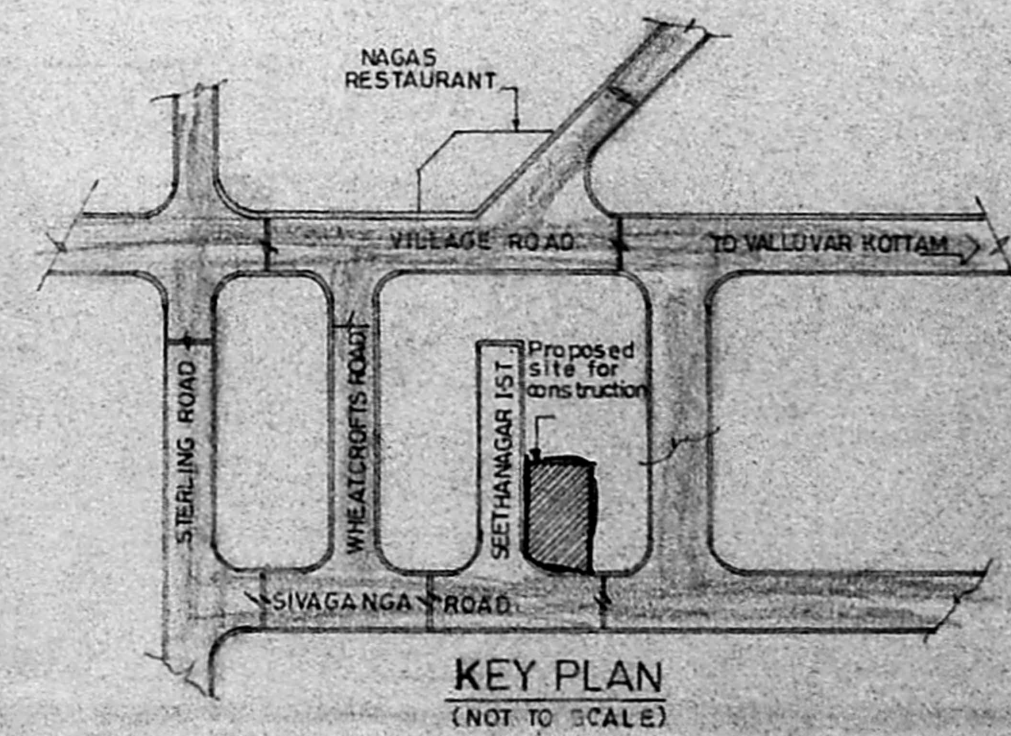 NAGAS
RESTAURANT
VILLAGE ROAD
TO VALLUVAR KOTTAM
STERLING ROAD
WHEATCROFTS ROAD
SEETHANAGAR I ST.
Proposed
site for
construction
SIVAGANGA ROAD
KEY PLAN
(NOT TO SCALE)